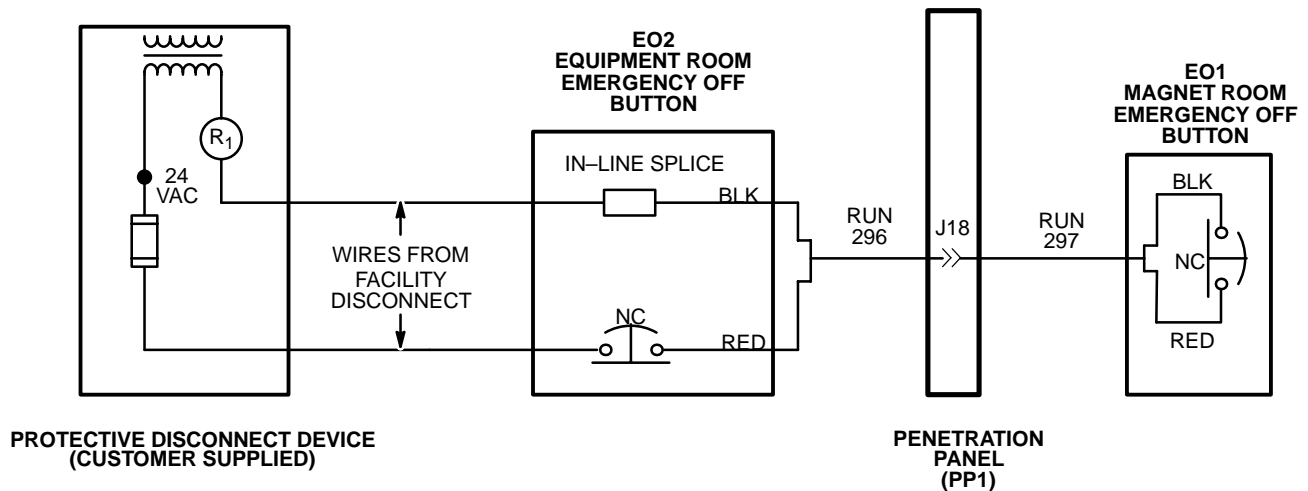 R1
24
VAC
WIRES FROM
FACILITY
DISCONNECT
PROTECTIVE DISCONNECT DEVICE
(CUSTOMER SUPPLIED)
EO2
EQUIPMENT ROOM
EMERGENCY OFF
BUTTON
IN–LINE SPLICE
BLK
NC
RED
RUN
296
J18
PENETRATION
PANEL
(PP1)
RUN
297
EO1
MAGNET ROOM
EMERGENCY OFF
BUTTON
BLK
NC
RED